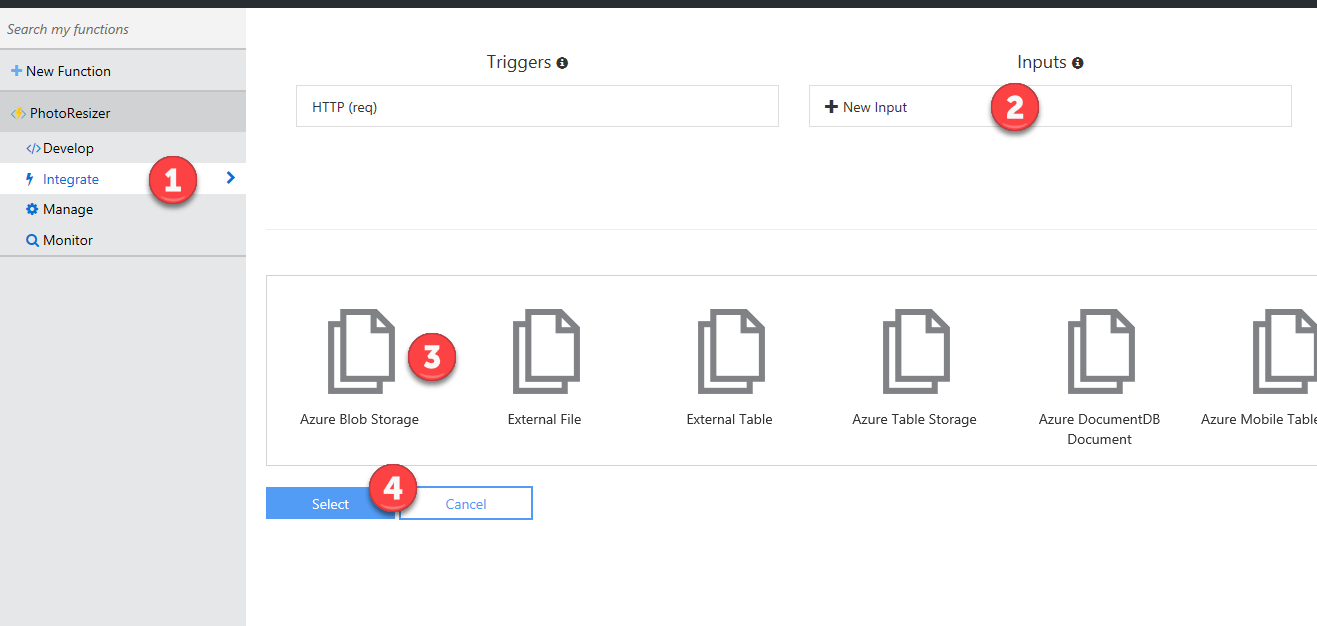 Search my functions
New Function
PhotoResizer
Develop
Integrate
1
Manage
Monitor
Triggers
Inputs
HTTP (req)
New Input
2
3
Azure Blob Storage
External File
External Table
Azure Table Storage
Azure DocumentDB
Document
Azure Mobile Table
4
Select
Cancel